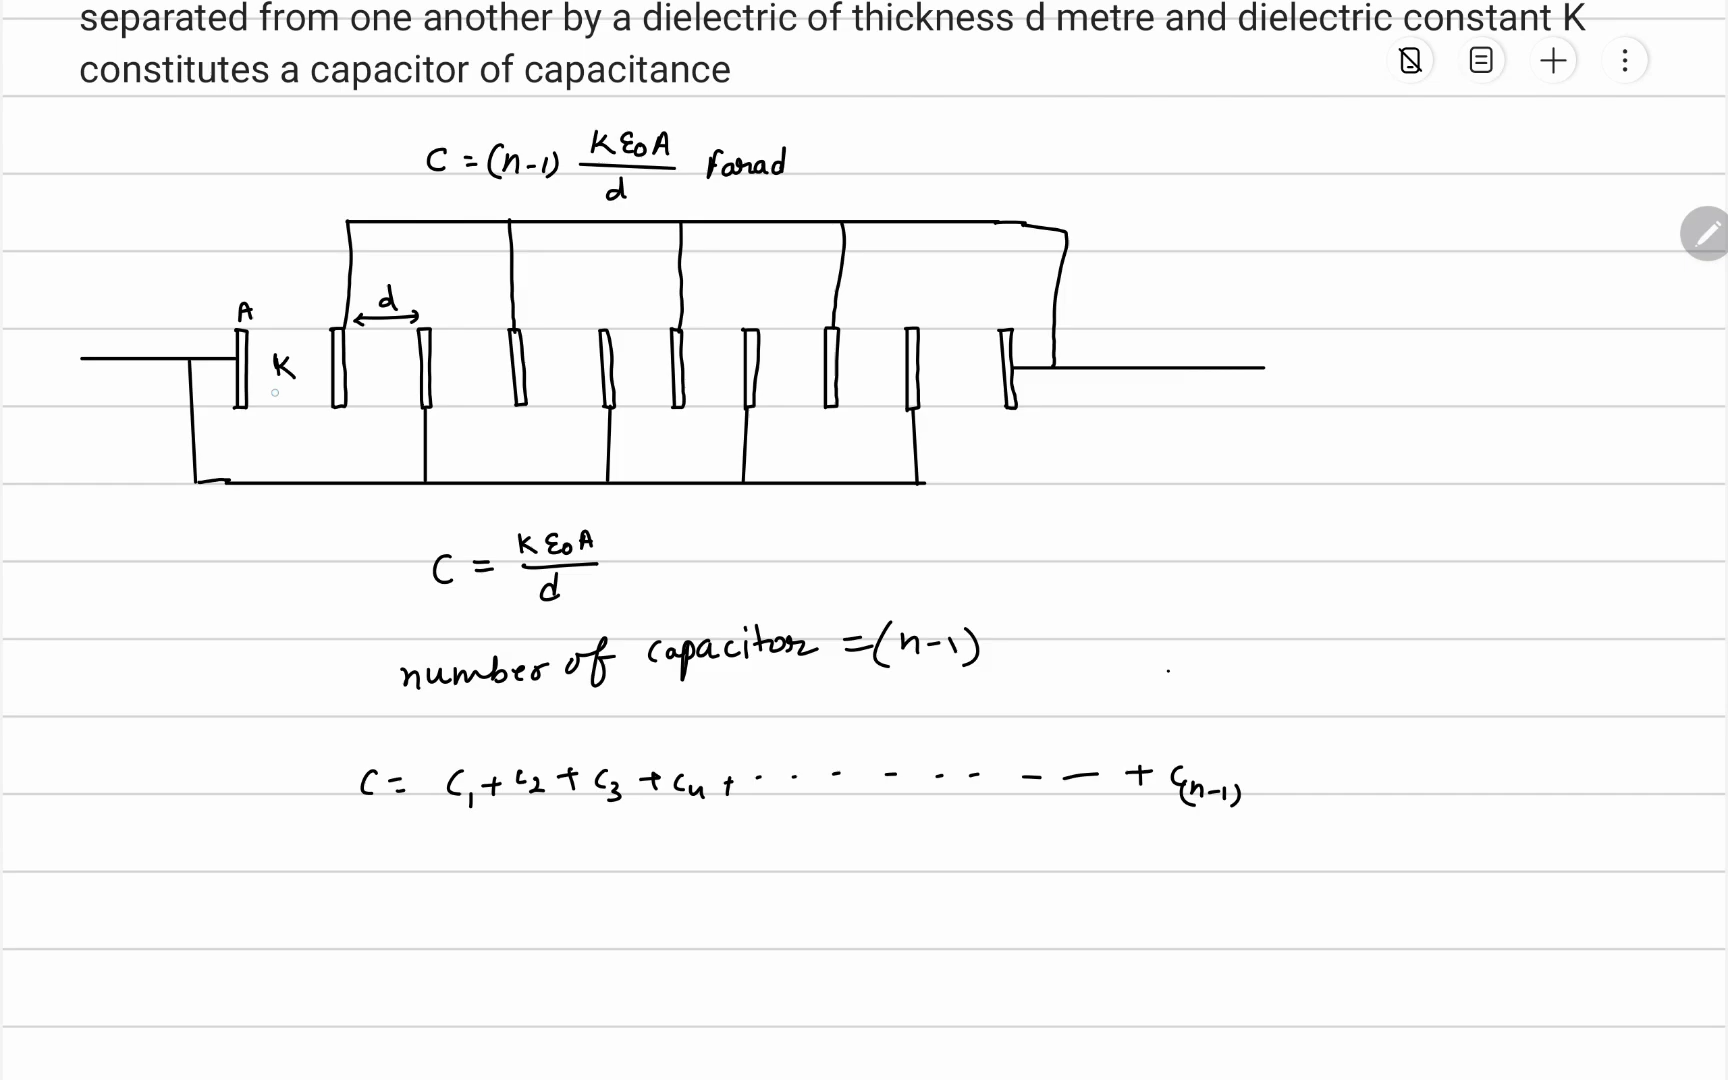 separated from one another by a dielectric of thickness d metre and dielectric constant K
constitutes a capacitor of capacitance
C = (n-1) Kε₀A/d Farad
d
A
K
C = Kε₀A/d
number of capacitor = (n-1)
C = C₁ + C₂ + C₃ + C₄ + . . . . . . . - - + C₍ₙ₋₁₎